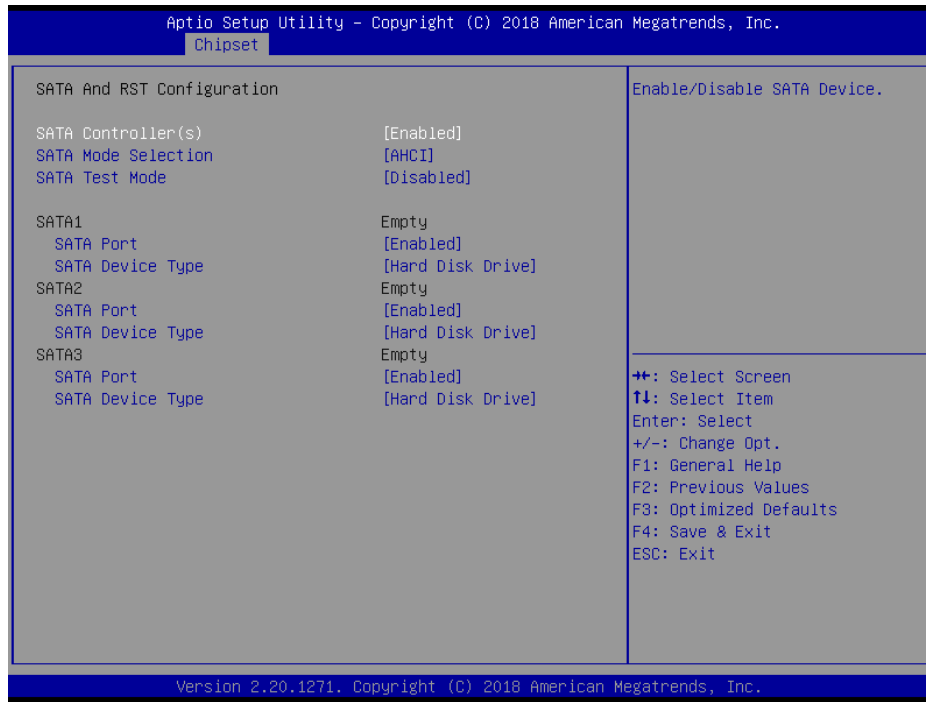 Aptio Setup Utility – Copyright (C) 2018 American Megatrends, Inc.
Chipset
SATA And RST Configuration
SATA Controller(s) [Enabled]
SATA Mode Selection [AHCI]
SATA Test Mode [Disabled]
SATA1 Empty
SATA Port [Enabled]
SATA Device Type [Hard Disk Drive]
SATA2 Empty
SATA Port [Enabled]
SATA Device Type [Hard Disk Drive]
SATA3 Empty
SATA Port [Enabled]
SATA Device Type [Hard Disk Drive]
Enable/Disable SATA Device.
→←: Select Screen
↑↓: Select Item
Enter: Select
+/-: Change Opt.
F1: General Help
F2: Previous Values
F3: Optimized Defaults
F4: Save & Exit
ESC: Exit
Version 2.20.1271. Copyright (C) 2018 American Megatrends, Inc.